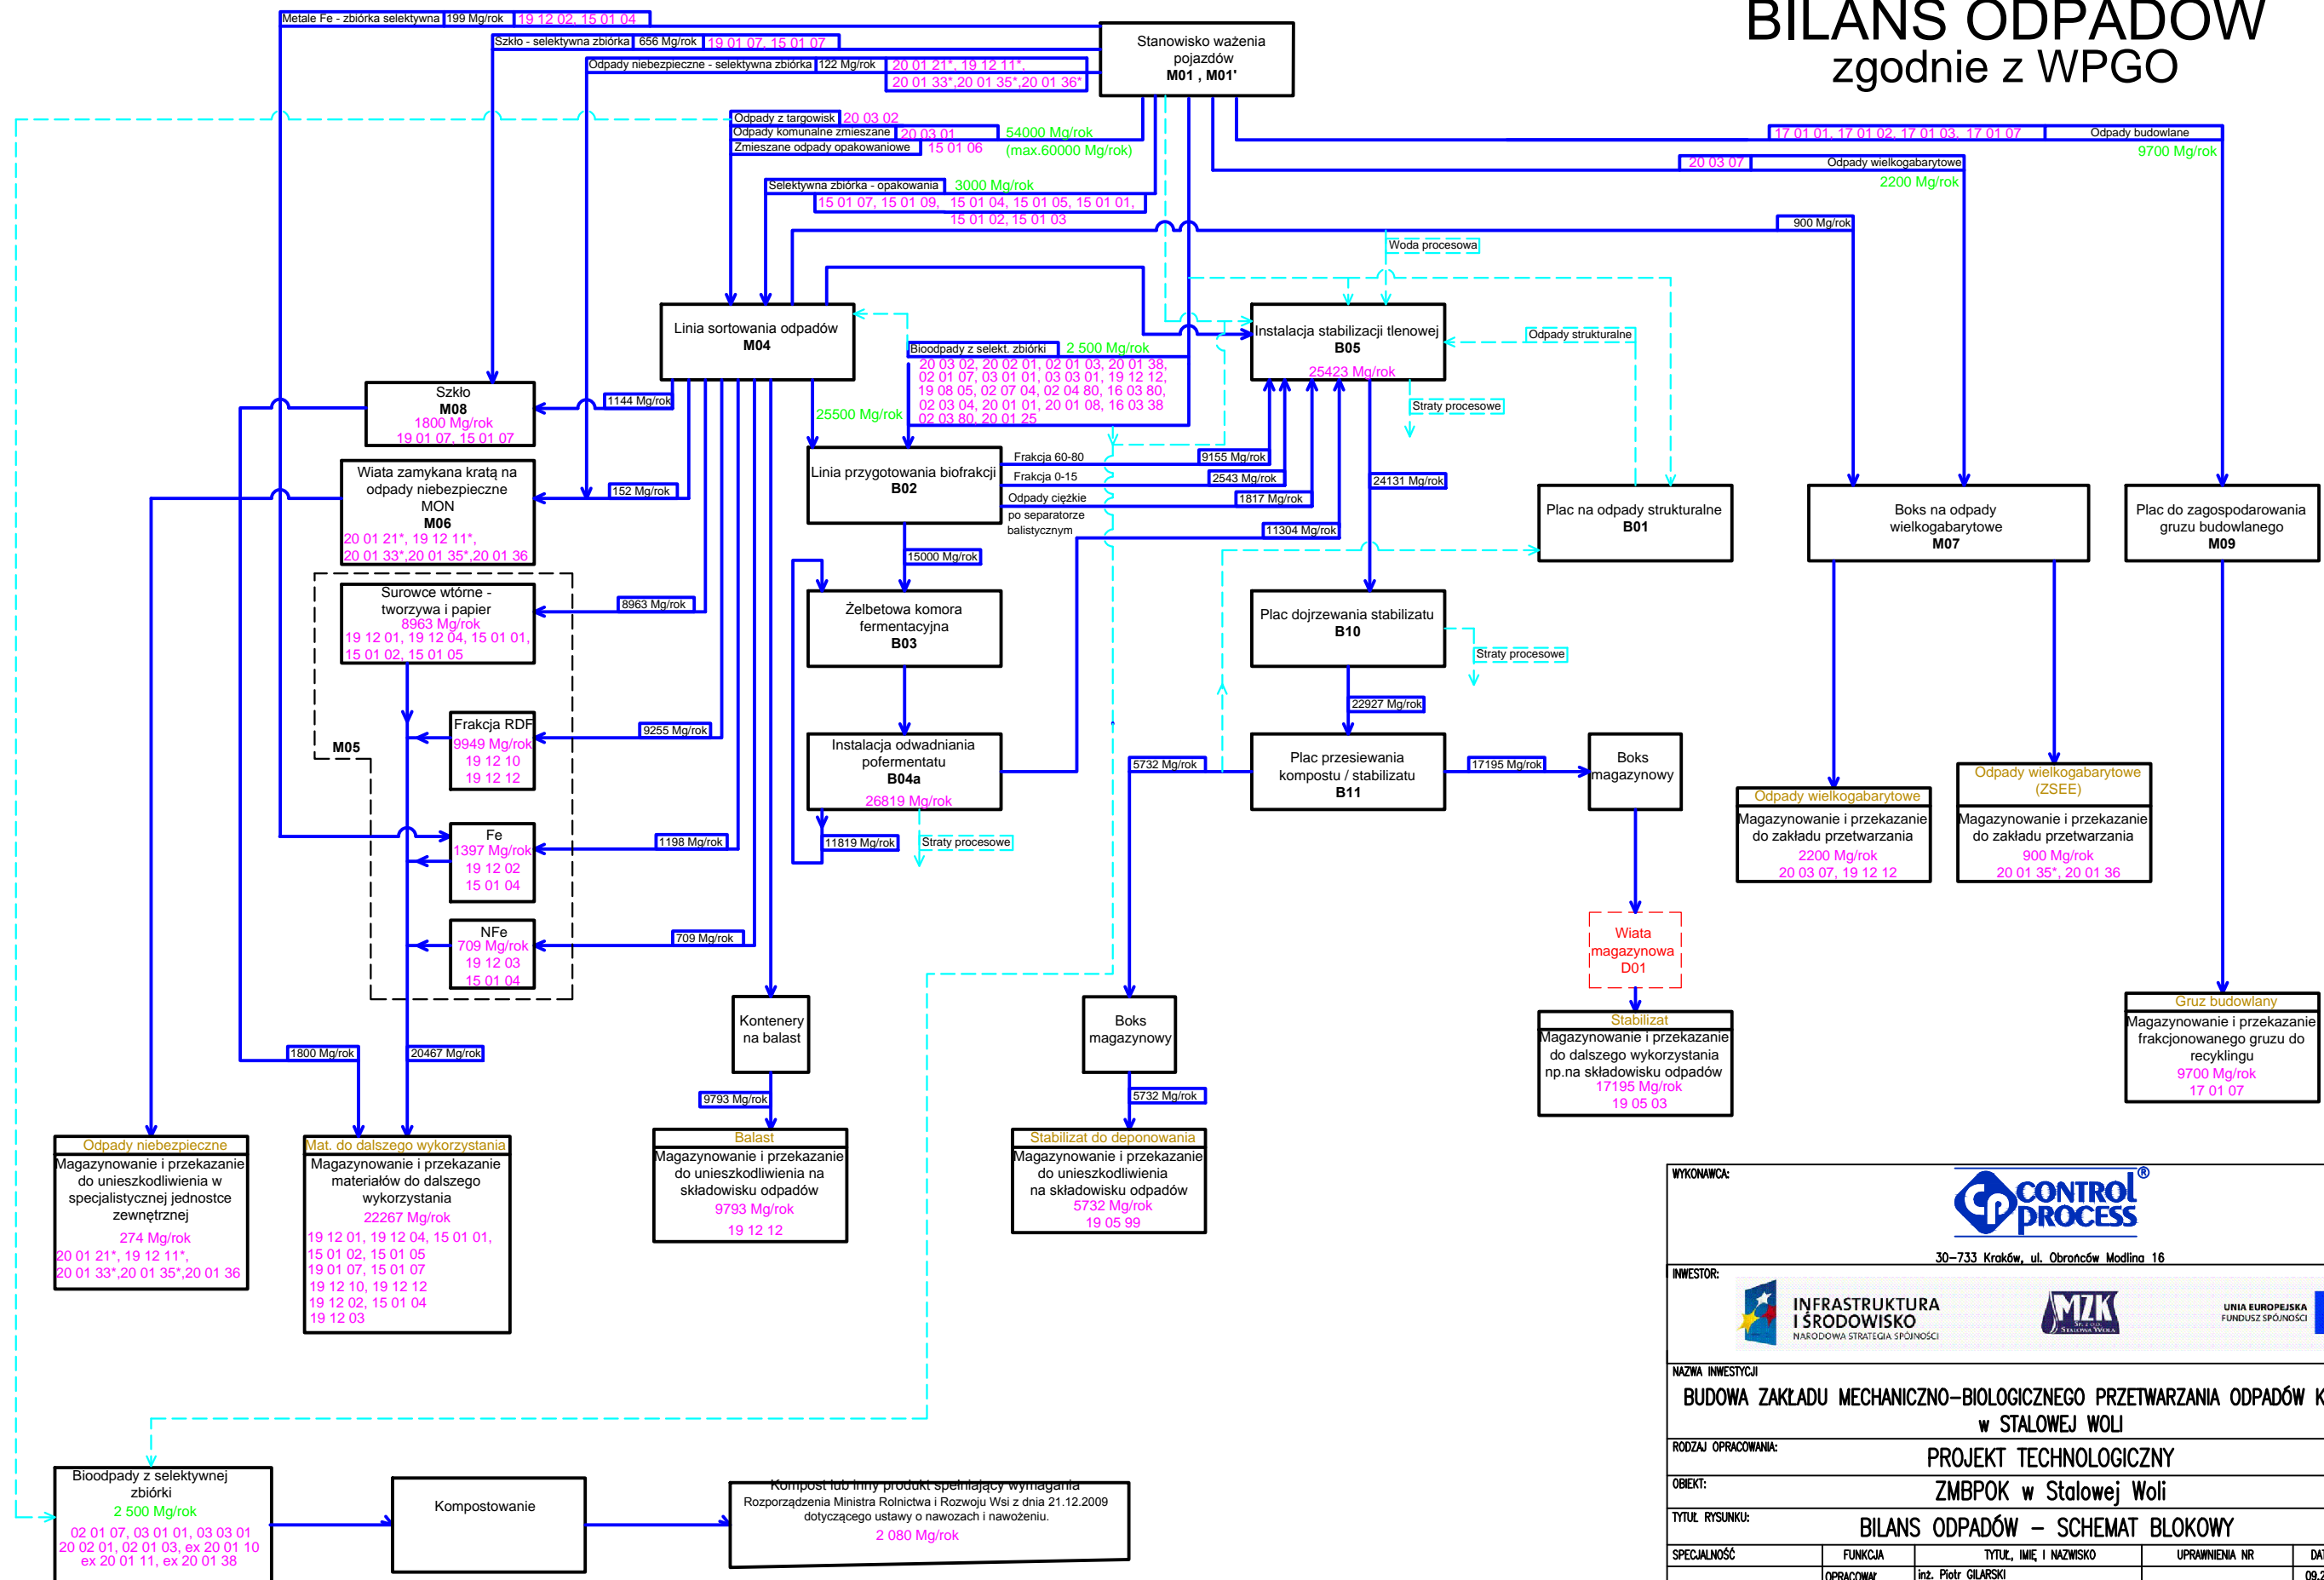 BILANS ODPADÓW
zgodnie z WPGO
Metale Fe - zbiórka selektywna 199 Mg/rok 19 12 02, 15 01 04
Szkło - selektywna zbiórka 656 Mg/rok 19 01 07, 15 01 07
Odpady niebezpieczne - selektywna zbiórka 122 Mg/rok 20 01 21*, 19 12 11*,
20 01 33*,20 01 35*,20 01 36*
Stanowisko ważenia
pojazdów
M01 , M01'
Odpady z targowisk 20 03 02
Odpady komunalne zmieszane 20 03 01 54000 Mg/rok
Zmieszane odpady opakowaniowe 15 01 06 (max.60000 Mg/rok)
17 01 01, 17 01 02, 17 01 03, 17 01 07 Odpady budowlane
9700 Mg/rok
20 03 07 Odpady wielkogabarytowe
2200 Mg/rok
Selektywna zbiórka - opakowania 3000 Mg/rok
15 01 07, 15 01 09, 15 01 04, 15 01 05, 15 01 01,
15 01 02, 15 01 03
900 Mg/rok
Woda procesowa
Linia sortowania odpadów
M04
Instalacja stabilizacji tlenowej
B05
25423 Mg/rok
Odpady strukturalne
Straty procesowe
Bioodpady z selekt. zbiórki 2 500 Mg/rok
20 03 02, 20 02 01, 02 01 03, 20 01 38,
02 01 07, 03 01 01, 03 03 01, 19 12 12,
19 08 05, 02 07 04, 02 04 80, 16 03 80,
02 03 04, 20 01 01, 20 01 08, 16 03 38
02 03 80, 20 01 25
Szkło
M08
1800 Mg/rok
19 01 07, 15 01 07
1144 Mg/rok
25500 Mg/rok
Wiata zamykana kratą na
odpady niebezpieczne
MON
M06
20 01 21*, 19 12 11*,
20 01 33*,20 01 35*,20 01 36
152 Mg/rok
Linia przygotowania biofrakcji
B02
Frakcja 60-80 9155 Mg/rok
Frakcja 0-15 2543 Mg/rok
Odpady ciężkie 1817 Mg/rok
po separatorze
balistycznym
11304 Mg/rok
24131 Mg/rok
Plac na odpady strukturalne
B01
Boks na odpady
wielkogabarytowe
M07
Plac do zagospodarowania
gruzu budowlanego
M09
15000 Mg/rok
Surowce wtórne -
tworzywa i papier
8963 Mg/rok
19 12 01, 19 12 04, 15 01 01,
15 01 02, 15 01 05
8963 Mg/rok
Żelbetowa komora
fermentacyjna
B03
Plac dojrzewania stabilizatu
B10
Straty procesowe
22927 Mg/rok
M05
Frakcja RDF
9949 Mg/rok
19 12 10
19 12 12
9255 Mg/rok
Instalacja odwadniania
pofermentatu
B04a
26819 Mg/rok
11819 Mg/rok
Straty procesowe
5732 Mg/rok
Plac przesiewania
kompostu / stabilizatu
B11
17195 Mg/rok
Boks
magazynowy
Fe
1397 Mg/rok
19 12 02
15 01 04
1198 Mg/rok
NFe
709 Mg/rok
19 12 03
15 01 04
709 Mg/rok
Odpady wielkogabarytowe
Magazynowanie i przekazanie
do zakładu przetwarzania
2200 Mg/rok
20 03 07, 19 12 12
Odpady wielkogabarytowe
(ZSEE)
Magazynowanie i przekazanie
do zakładu przetwarzania
900 Mg/rok
20 01 35*, 20 01 36
Wiata
magazynowa
D01
Kontenery
na balast
Boks
magazynowy
Stabilizat
Magazynowanie i przekazanie
do dalszego wykorzystania
np.na składowisku odpadów
17195 Mg/rok
19 05 03
Gruz budowlany
Magazynowanie i przekazanie
frakcjonowanego gruzu do
recyklingu
9700 Mg/rok
17 01 07
1800 Mg/rok
20467 Mg/rok
9793 Mg/rok
5732 Mg/rok
Odpady niebezpieczne
Magazynowanie i przekazanie
do unieszkodliwienia w
specjalistycznej jednostce
zewnętrznej
274 Mg/rok
20 01 21*, 19 12 11*,
20 01 33*,20 01 35*,20 01 36
Mat. do dalszego wykorzystania
Magazynowanie i przekazanie
materiałów do dalszego
wykorzystania
22267 Mg/rok
19 12 01, 19 12 04, 15 01 01,
15 01 02, 15 01 05
19 01 07, 15 01 07
19 12 10, 19 12 12
19 12 02, 15 01 04
19 12 03
Balast
Magazynowanie i przekazanie
do unieszkodliwienia na
składowisku odpadów
9793 Mg/rok
19 12 12
Stabilizat do deponowania
Magazynowanie i przekazanie
do unieszkodliwienia
na składowisku odpadów
5732 Mg/rok
19 05 99
Bioodpady z selektywnej
zbiórki
2 500 Mg/rok
02 01 07, 03 01 01, 03 03 01
20 02 01, 02 01 03, ex 20 01 10
ex 20 01 11, ex 20 01 38
Kompostowanie
Kompost lub inny produkt spełniający wymagania
Rozporządzenia Ministra Rolnictwa i Rozwoju Wsi z dnia 21.12.2009
dotyczącego ustawy o nawozach i nawożeniu.
2 080 Mg/rok
WYKONAWCA:
CP CONTROL PROCESS ®
30-733 Kraków, ul. Obrońców Modlina 16
INWESTOR:
INFRASTRUKTURA
I ŚRODOWISKO
NARODOWA STRATEGIA SPÓJNOŚCI
MZK
Sp. z o.o.
STALOWA WOLA
UNIA EUROPEJSKA
FUNDUSZ SPÓJNOŚCI
NAZWA INWESTYCJI
BUDOWA ZAKŁADU MECHANICZNO-BIOLOGICZNEGO PRZETWARZANIA ODPADÓW K
w STALOWEJ WOLI
RODZAJ OPRACOWANIA:
PROJEKT TECHNOLOGICZNY
OBIEKT:
ZMBPOK w Stalowej Woli
TYTUŁ RYSUNKU:
BILANS ODPADÓW - SCHEMAT BLOKOWY
SPECJALNOŚĆ FUNKCJA TYTUŁ, IMIĘ I NAZWISKO UPRAWNIENIA NR DAT
OPRACOWAŁ inż. Piotr GILARSKI 09.2